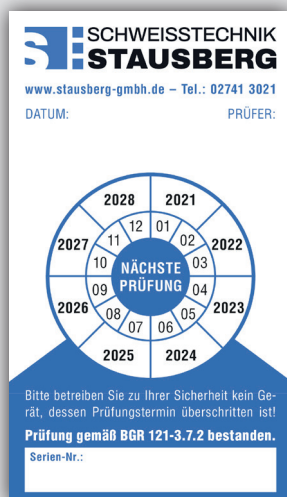 S
SCHWEISSTECHNIK
STAUSBERG
www.stausberg-gmbh.de – Tel.: 02741 3021
DATUM: PRÜFER:
2028 2021
12 01
2027 11 02 2022
10 03
NÄCHSTE
PRÜFUNG
09 04
2026 08 05 2023
07 06
2025 2024
Bitte betreiben Sie zu Ihrer Sicherheit kein Ge-
rät, dessen Prüfungstermin überschritten ist!
Prüfung gemäß BGR 121-3.7.2 bestanden.
Serien-Nr.: